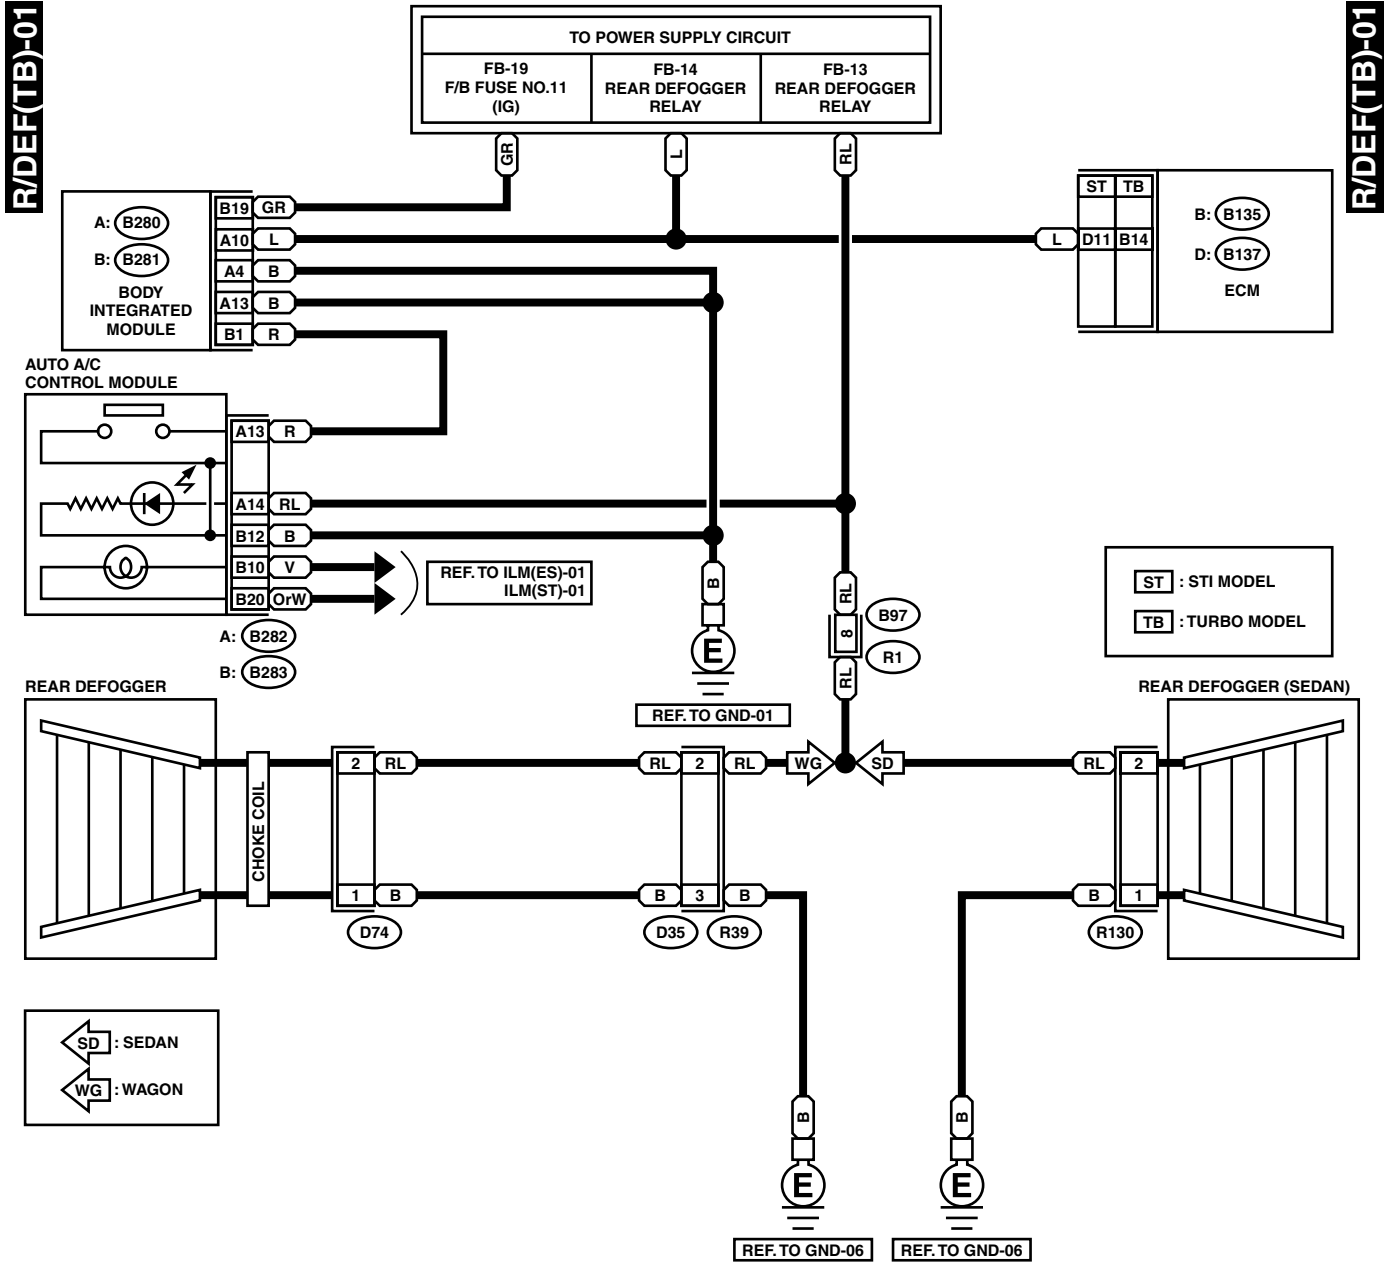 R/DEF(TB)-01
R/DEF(TB)-01
TO POWER SUPPLY CIRCUIT
FB-19
F/B FUSE NO.11
(IG)
FB-14
REAR DEFOGGER
RELAY
FB-13
REAR DEFOGGER
RELAY
GR
L
RL
A: B280
B: B281
BODY
INTEGRATED
MODULE
B19 GR
A10 L
A4 B
A13 B
B1 R
ST TB
L D11 B14
B: B135
D: B137
ECM
AUTO A/C
CONTROL MODULE
A13 R
A14 RL
B12 B
B10 V
B20 OrW
REF. TO ILM(ES)-01
ILM(ST)-01
A: B282
B: B283
B
E
REF. TO GND-01
RL
8
RL
B97
R1
ST : STI MODEL
TB : TURBO MODEL
REAR DEFOGGER
REAR DEFOGGER (SEDAN)
CHOKE COIL
2 RL
RL 2 RL
WG
SD
RL 2
1 B
B 3 B
B 1
D74
D35
R39
R130
SD : SEDAN
WG : WAGON
B
B
E
E
REF. TO GND-06
REF. TO GND-06